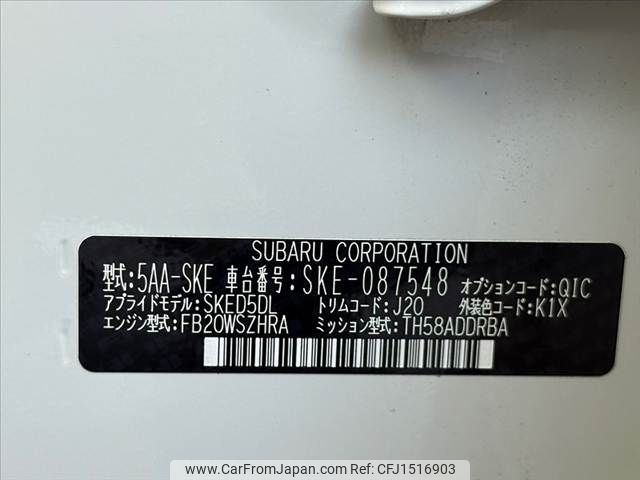 SUBARU CORPORATION
型式:5AA-SKE 車台番号:SKE-087548 オプションコード:QIC
アプライドモデル:SKED5DL トリムコード:J20 外装色コード:K1X
エンジン型式:FB20WSZHRA ミッション型式:TH58ADDRBA
CAR FROM JAPAN | www.carfromjapan.com - CFJ1516903